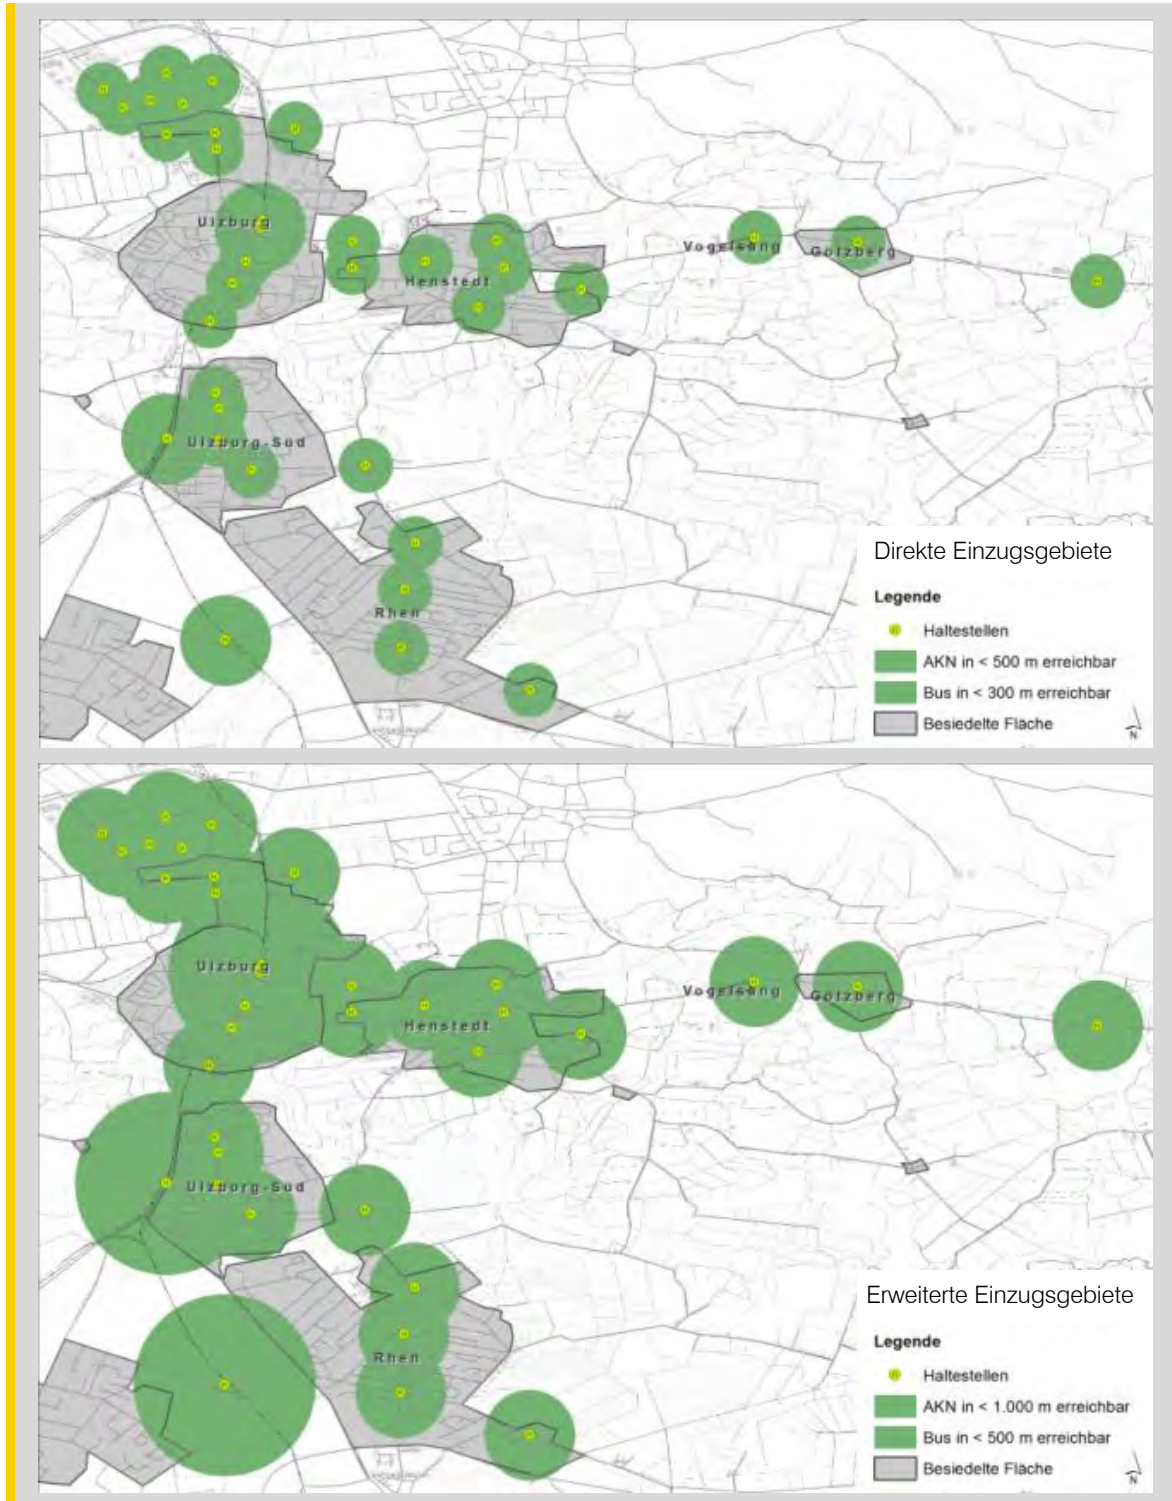 Ulzburg
Vogelsang
Götzberg
Henstedt
Ulzburg-Süd
Rhen
Direkte Einzugsgebiete
Legende
Haltestellen
AKN in < 500 m erreichbar
Bus in < 300 m erreichbar
Besiedelte Fläche
N
Ulzburg
Vogelsang
Götzberg
Henstedt
Ulzburg-Süd
Rhen
Erweiterte Einzugsgebiete
Legende
Haltestellen
AKN in < 1.000 m erreichbar
Bus in < 500 m erreichbar
Besiedelte Fläche
N